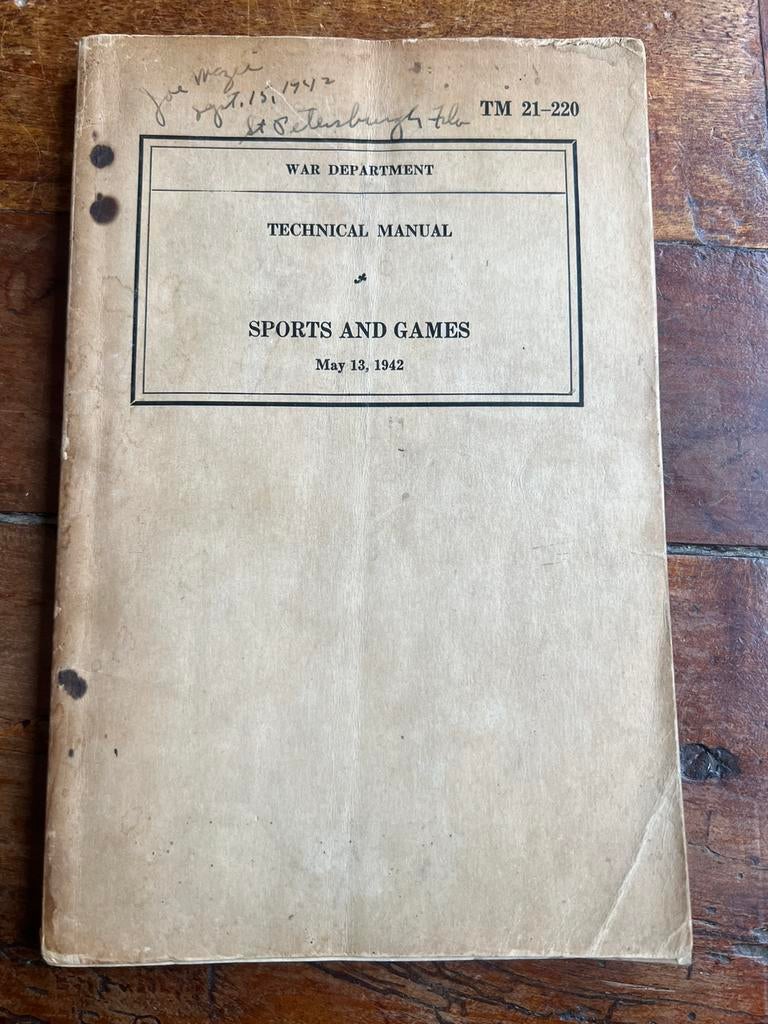 Joe
Sept. 15, 1942
St Petersburgh Fla
TM 21–220
WAR DEPARTMENT
TECHNICAL MANUAL
SPORTS AND GAMES
May 13, 1942